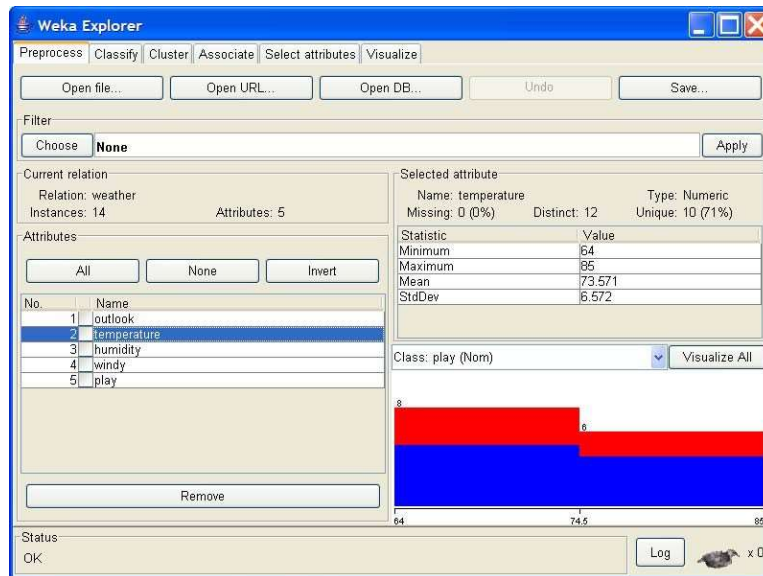 Weka Explorer
Preprocess Classify Cluster Associate Select attributes Visualize
Open file... Open URL... Open DB... Undo Save...
Filter
Choose None Apply
Current relation
Relation: weather
Instances: 14 Attributes: 5
Selected attribute
Name: temperature Type: Numeric
Missing: 0 (0%) Distinct: 12 Unique: 10 (71%)
Attributes
All None Invert
No. Name
1 outlook
2 temperature
3 humidity
4 windy
5 play
Remove
Statistic Value
Minimum 64
Maximum 85
Mean 73.571
StdDev 6.572
Class: play (Nom) Visualize All
8
6
64 74.5 85
Status
OK
Log x 0